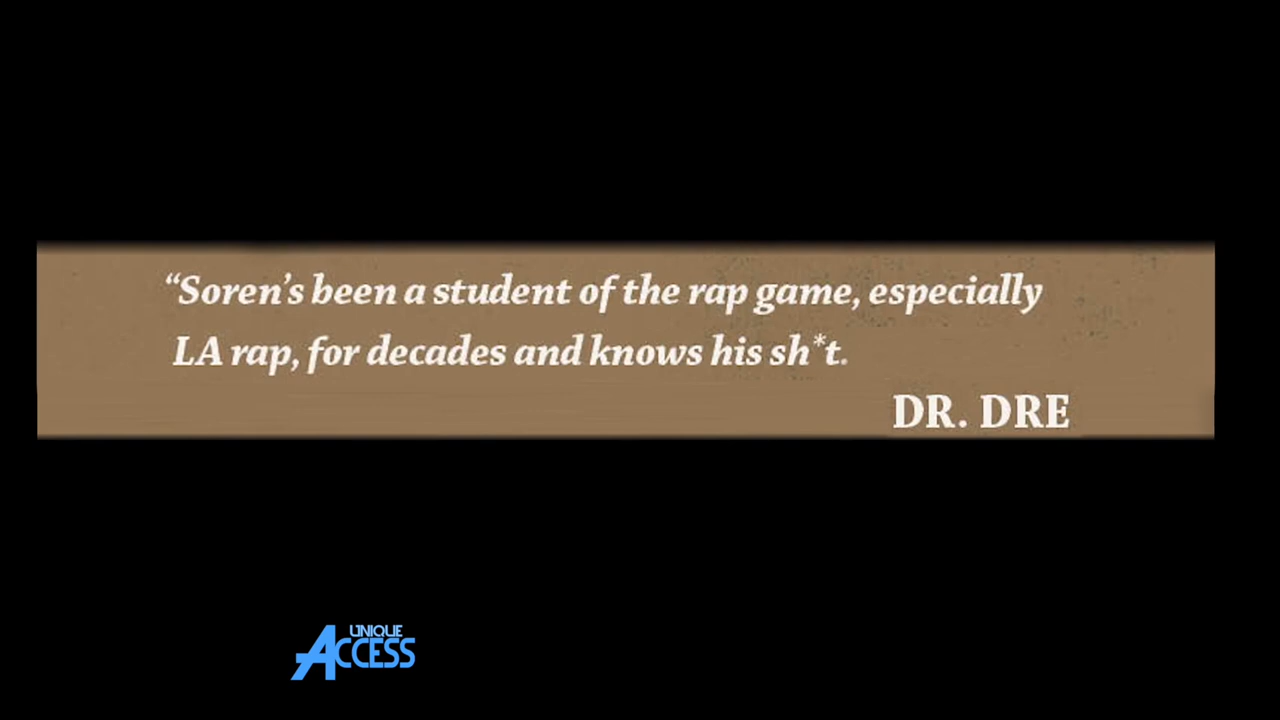 “Soren’s been a student of the rap game, especially
LA rap, for decades and knows his sh*t.
DR. DRE
UNIQUE
ACCESS